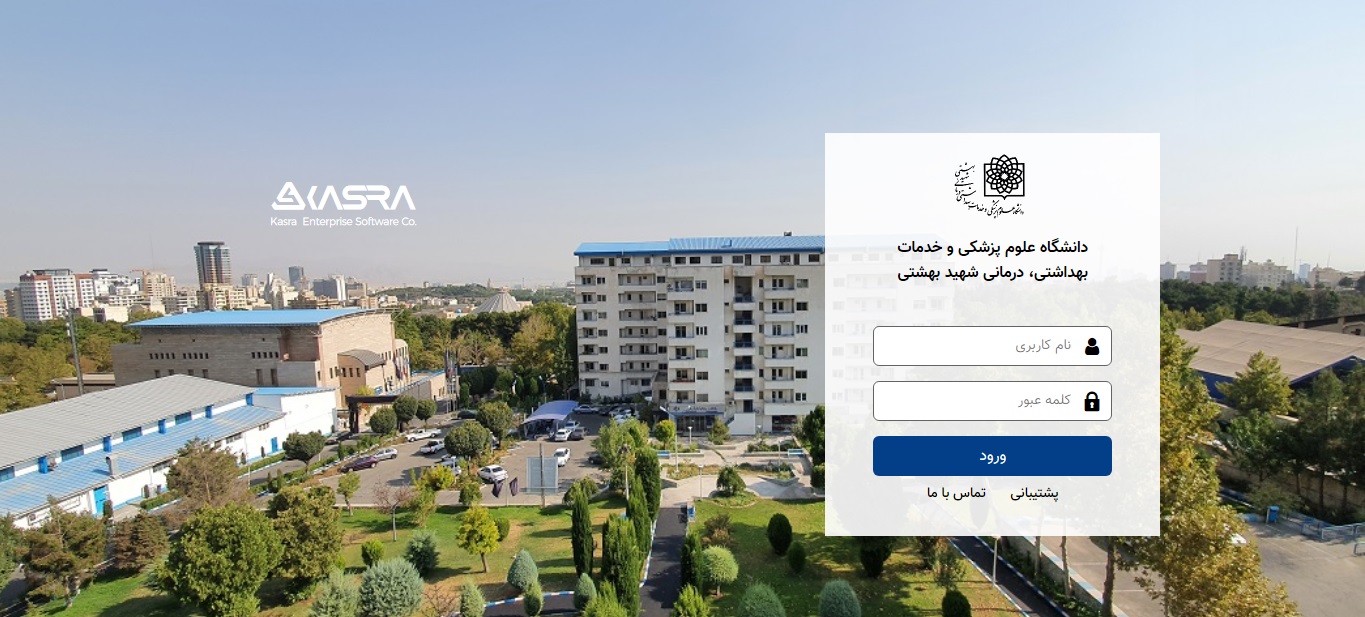 KASRA
Kasra Enterprise Software Co.
دانشگاه علوم پزشکی و خدمات
بهداشتی، درمانی شهید بهشتی
نام کاربری
کلمه عبور
ورود
پشتیبانی تماس با ما